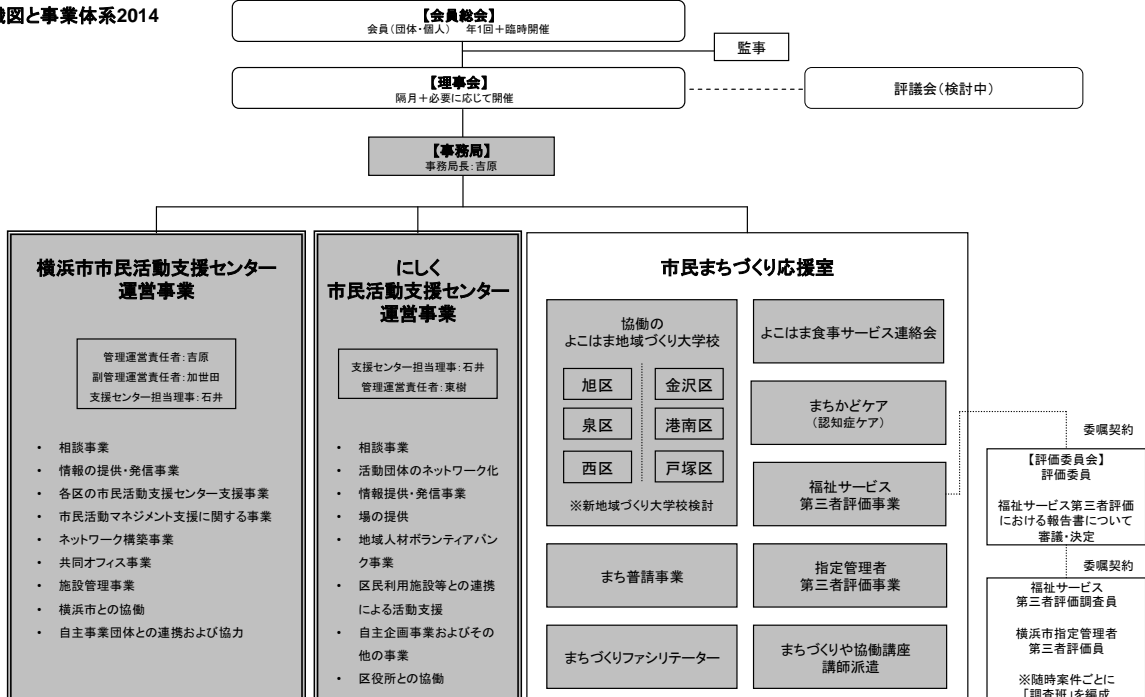 図と事業体系2014
【会員総会】
会員（団体・個人）　年1回＋臨時開催
監事
【理事会】
隔月＋必要に応じて開催
評議会（検討中）
【事務局】
事務局長：吉原
横浜市市民活動支援センター
運営事業
管理運営責任者：吉原
副管理運営責任者：加世田
支援センター担当理事：石井
・ 相談事業
・ 情報の提供・発信事業
・ 各区の市民活動支援センター支援事業
・ 市民活動マネジメント支援に関する事業
・ ネットワーク構築事業
・ 共同オフィス事業
・ 施設管理事業
・ 横浜市との協働
・ 自主事業団体との連携および協力
にしく
市民活動支援センター
運営事業
支援センター担当理事：石井
管理運営責任者：東樹
・ 相談事業
・ 活動団体のネットワーク化
・ 情報提供・発信事業
・ 場の提供
・ 地域人材ボランティアバン
ク事業
・ 区民利用施設等との連携
による活動支援
・ 自主企画事業およびその
他の事業
・ 区役所との協働
市民まちづくり応援室
協働の
よこはま地域づくり大学校
旭区
金沢区
泉区
港南区
西区
戸塚区
※新地域づくり大学校検討
まち普請事業
まちづくりファシリテーター
よこはま食事サービス連絡会
まちかどケア
（認知症ケア）
福祉サービス
第三者評価事業
指定管理者
第三者評価事業
まちづくりや協働講座
講師派遣
委嘱契約
【評価委員会】
評価委員
福祉サービス第三者評価
における報告書について
審議・決定
委嘱契約
福祉サービス
第三者評価調査員
横浜市指定管理者
第三者評価員
※随時案件ごとに
「調査班」を編成